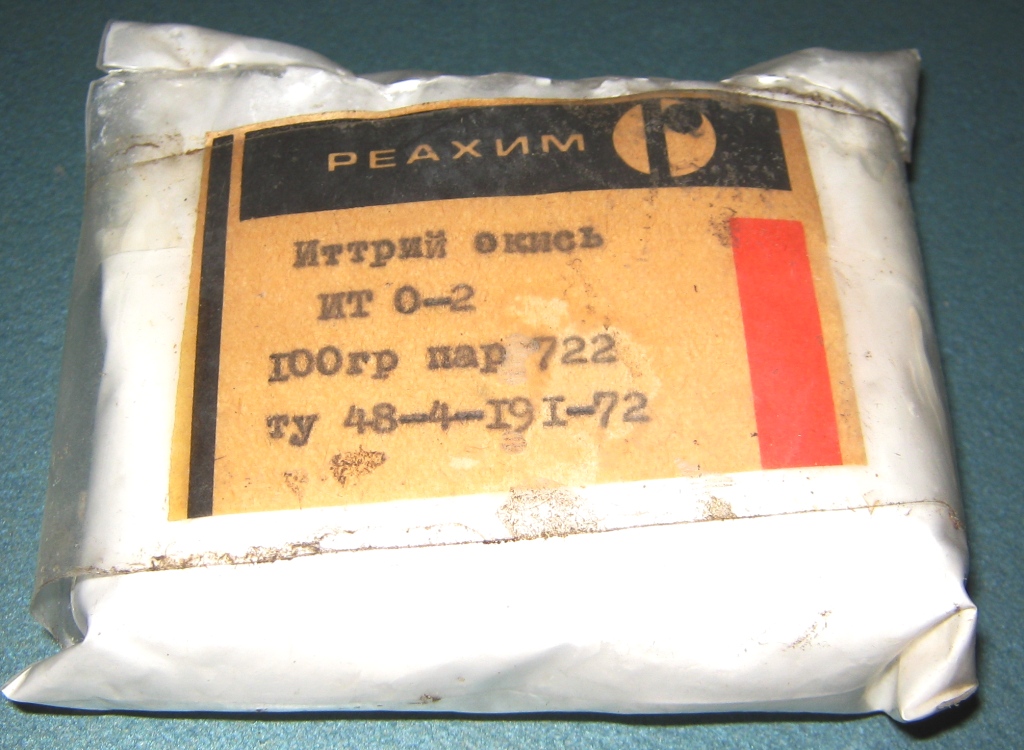 РЕАХИМ
Иттрий окись
ИТ О-2
100гр пар 722
ту 48-4-191-72